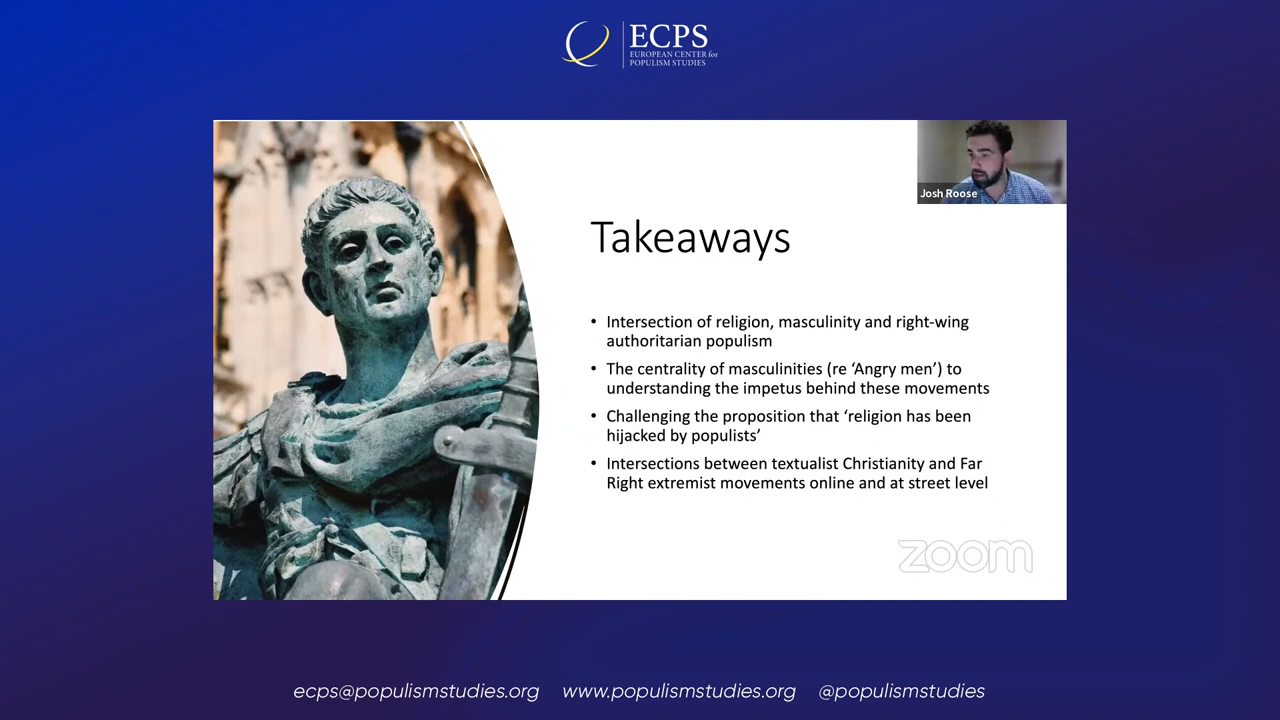 ECPS
EUROPEAN CENTER for
POPULISM STUDIES
Josh Roose
Takeaways
• Intersection of religion, masculinity and right-wing
authoritarian populism
• The centrality of masculinities (re ‘Angry men’) to
understanding the impetus behind these movements
• Challenging the proposition that ‘religion has been
hijacked by populists’
• Intersections between textualist Christianity and Far
Right extremist movements online and at street level
zoom
ecps@populismstudies.org www.populismstudies.org @populismstudies